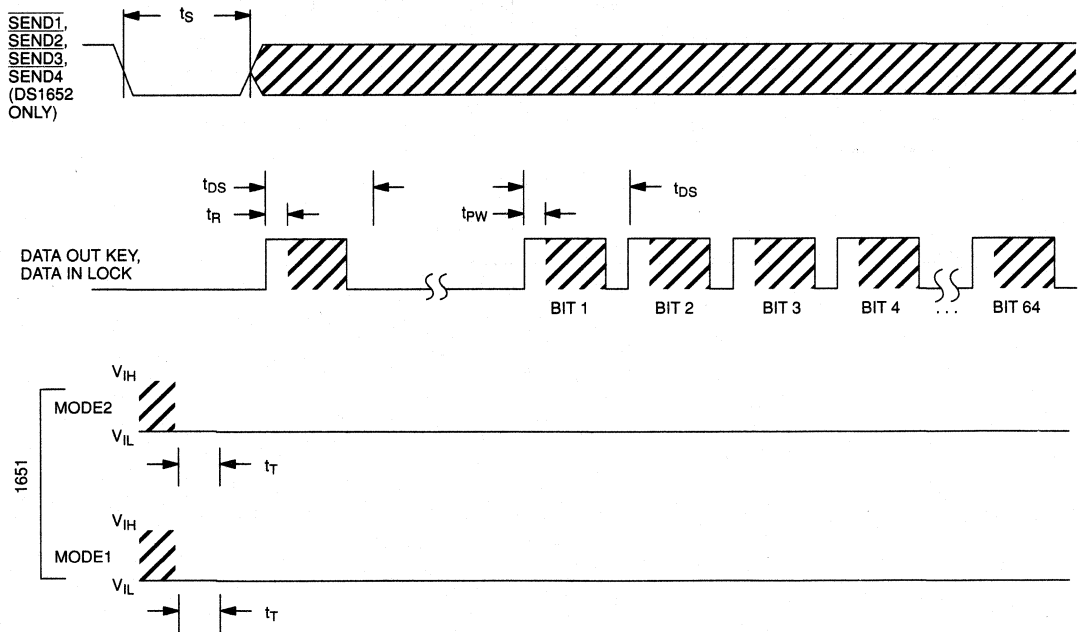 SEND1,
SEND2,
SEND3,
SEND4
(DS1652
ONLY)
tS
tDS
tR
tPW
tDS
DATA OUT KEY,
DATA IN LOCK
BIT 1 BIT 2 BIT 3 BIT 4 ... BIT 64
1651
VIH
MODE2
VIL
tT
VIH
MODE1
VIL
tT